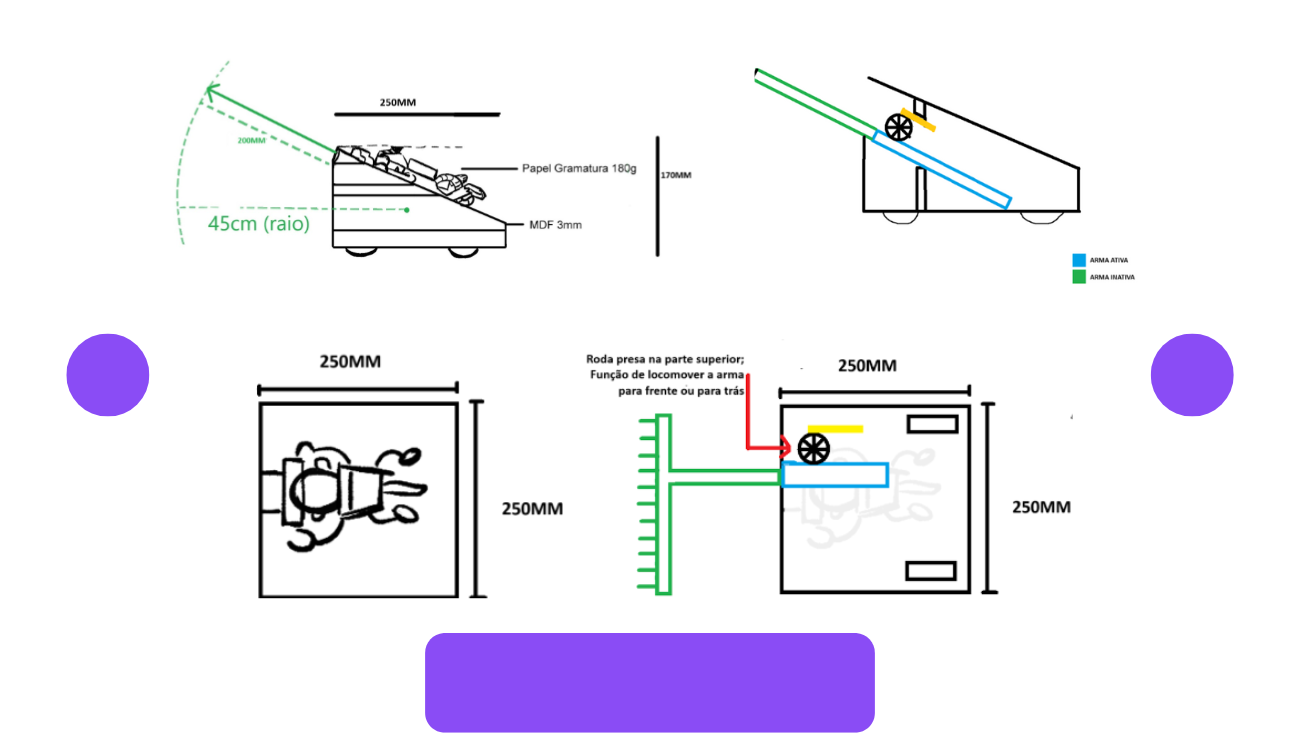 250MM
200MM
Papel Gramatura 180g
170MM
45cm (raio)
MDF 3mm
ARMA ATIVA
ARMA INATIVA
250MM
250MM
Roda presa na parte superior;
Função de locomover a arma
para frente ou para trás
250MM
250MM